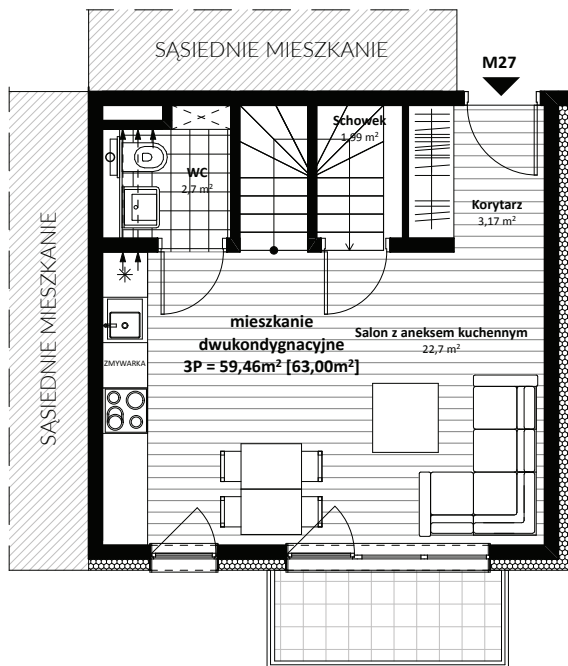 SĄSIEDNIE MIESZKANIE
M27
Schowek
1,99 m²
WC
2,7 m²
Korytarz
3,17 m²
SĄSIEDNIE MIESZKANIE
mieszkanie
dwukondygnacyjne
3P = 59,46m² [63,00m²]
Salon z aneksem kuchennym
22,7 m²
ZMYWARKA